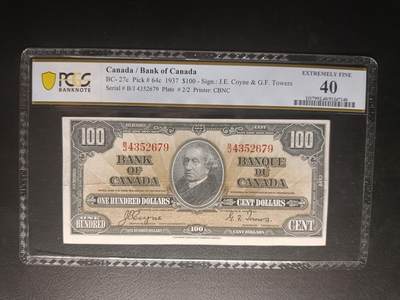 PCGS
BANKNOTE
Canada / Bank of Canada
BC- 27c Pick # 64c 1937 $100 - Sign.: J.E. Coyne & G.F. Towers
Serial # B/J 4352679 Plate # 2/2 Printer: CBNC
EXTREMELY FINE
40
100
B/J 4352679
B/J 4352679
100
BANK
OF
CANADA
BANQUE
DU
CANADA
ONE HUNDRED DOLLARS
CENT DOLLARS
J.E. Coyne
G.F. Towers
ONE
HUNDRED
100
CENT